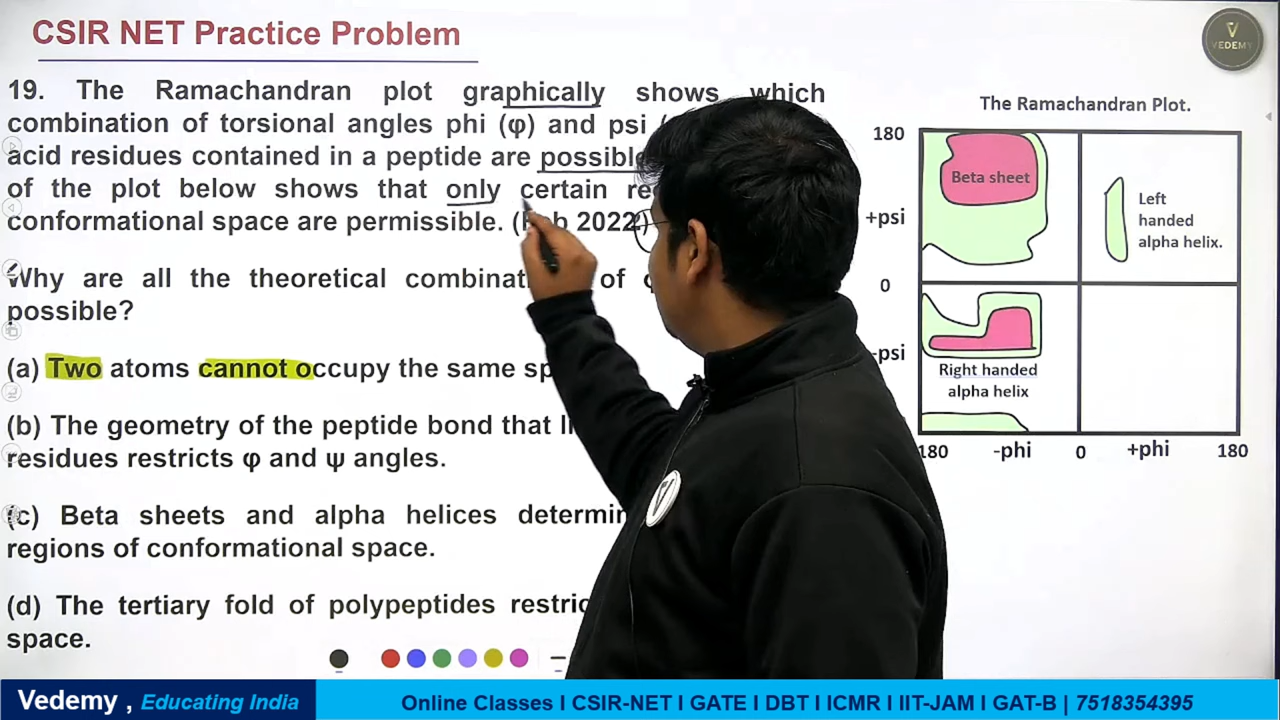 CSIR NET Practice Problem
VEDEMY
19. The Ramachandran plot graphically shows which
combination of torsional angles phi (φ) and psi (
acid residues contained in a peptide are possible
of the plot below shows that only certain re
conformational space are permissible. (Feb 2022)
Why are all the theoretical combinat of
possible?
(a) Two atoms cannot occupy the same sp
(b) The geometry of the peptide bond that li
residues restricts φ and ψ angles.
(c) Beta sheets and alpha helices determin
regions of conformational space.
(d) The tertiary fold of polypeptides restric
space.
The Ramachandran Plot.
180
Beta sheet
+psi
Left
handed
alpha helix.
0
-psi
Right handed
alpha helix
180 -phi 0 +phi 180
Vedemy , Educating India
Online Classes I CSIR-NET I GATE I DBT I ICMR I IIT-JAM I GAT-B | 7518354395